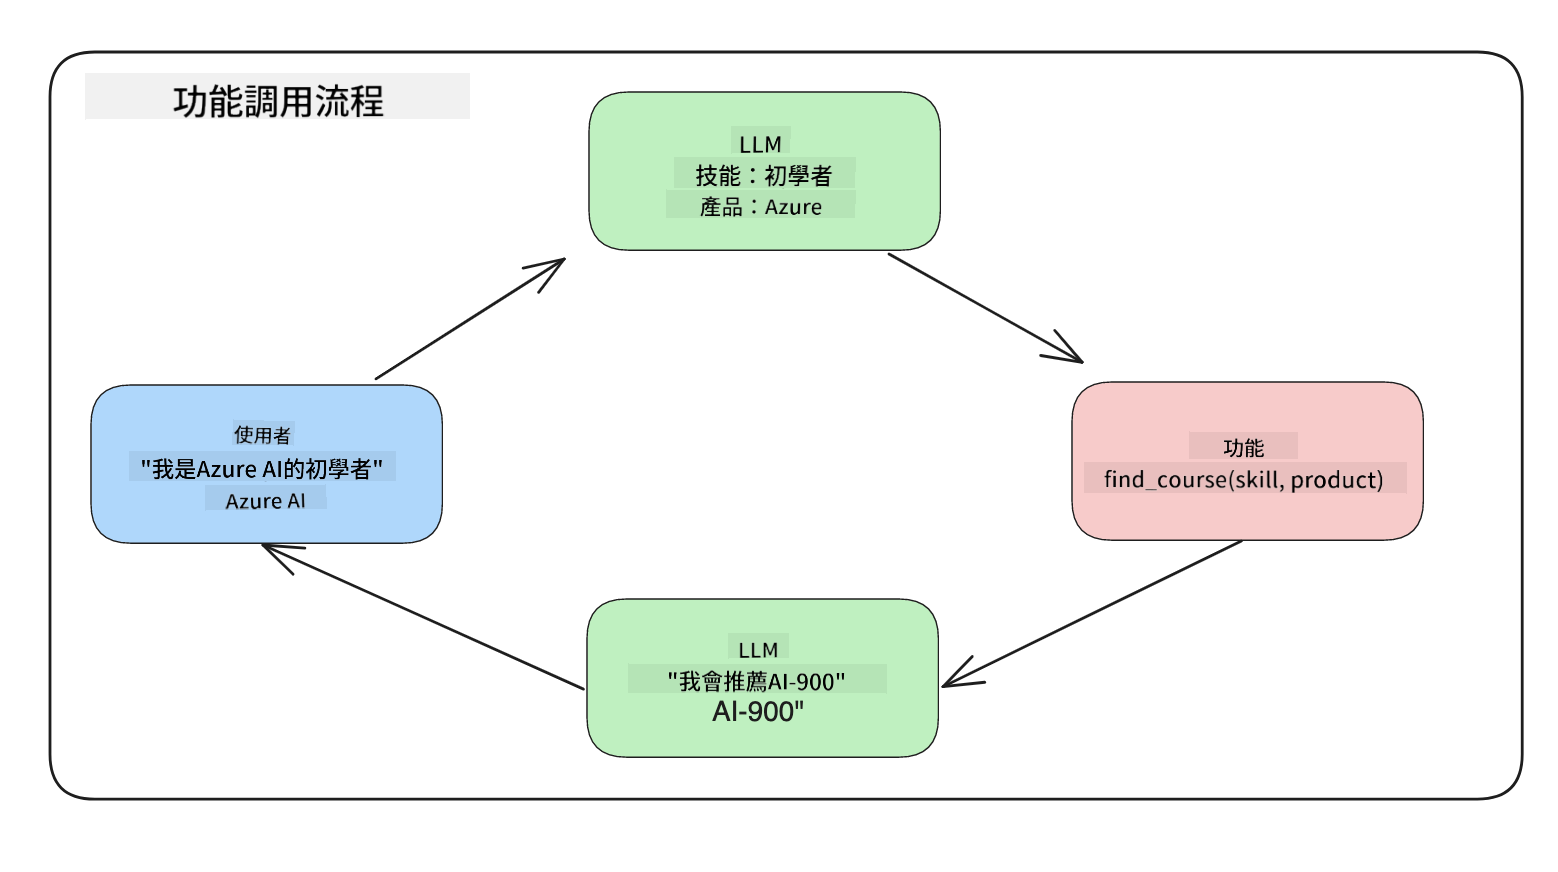 功能調用流程
LLM
技能：初學者
產品：Azure
使用者
"我是Azure AI的初學者"
Azure AI
功能
find_course(skill, product)
LLM
"我會推薦AI-900"
AI-900"